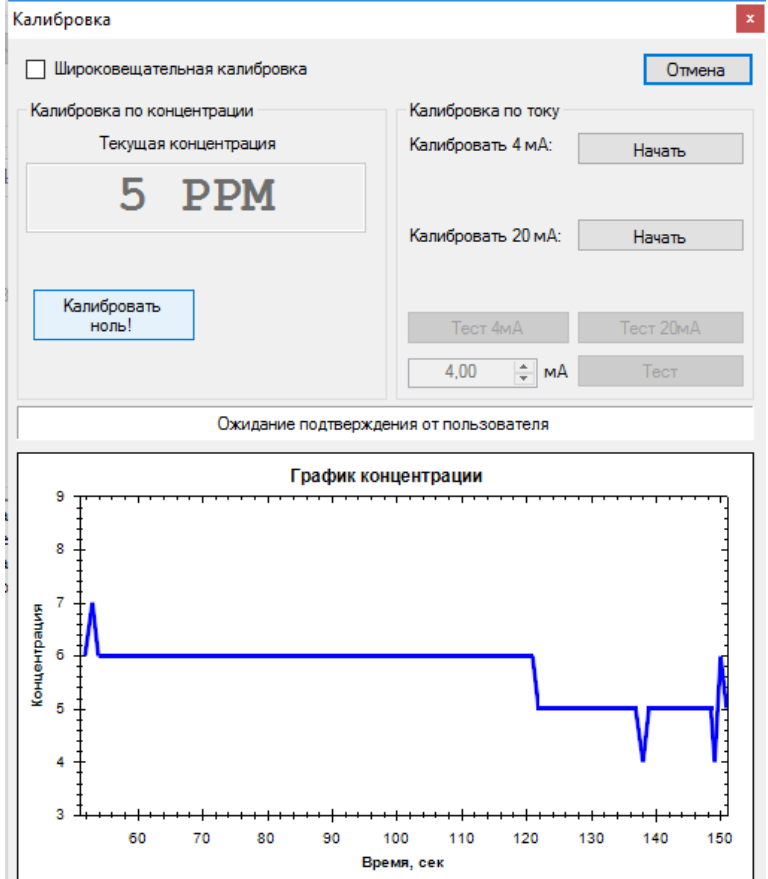 Калибровка
Широковещательная калибровка
Отмена
Калибровка по концентрации
Текущая концентрация
5 PPM
Калибровать
ноль!
Калибровка по току
Калибровать 4 мА:
Начать
Калибровать 20 мА:
Начать
Тест 4мА
Тест 20мА
4,00
мА
Тест
Ожидание подтверждения от пользователя
График концентрации
Концентрация
9
8
7
6
5
4
3
60 70 80 90 100 110 120 130 140 150
Время, сек